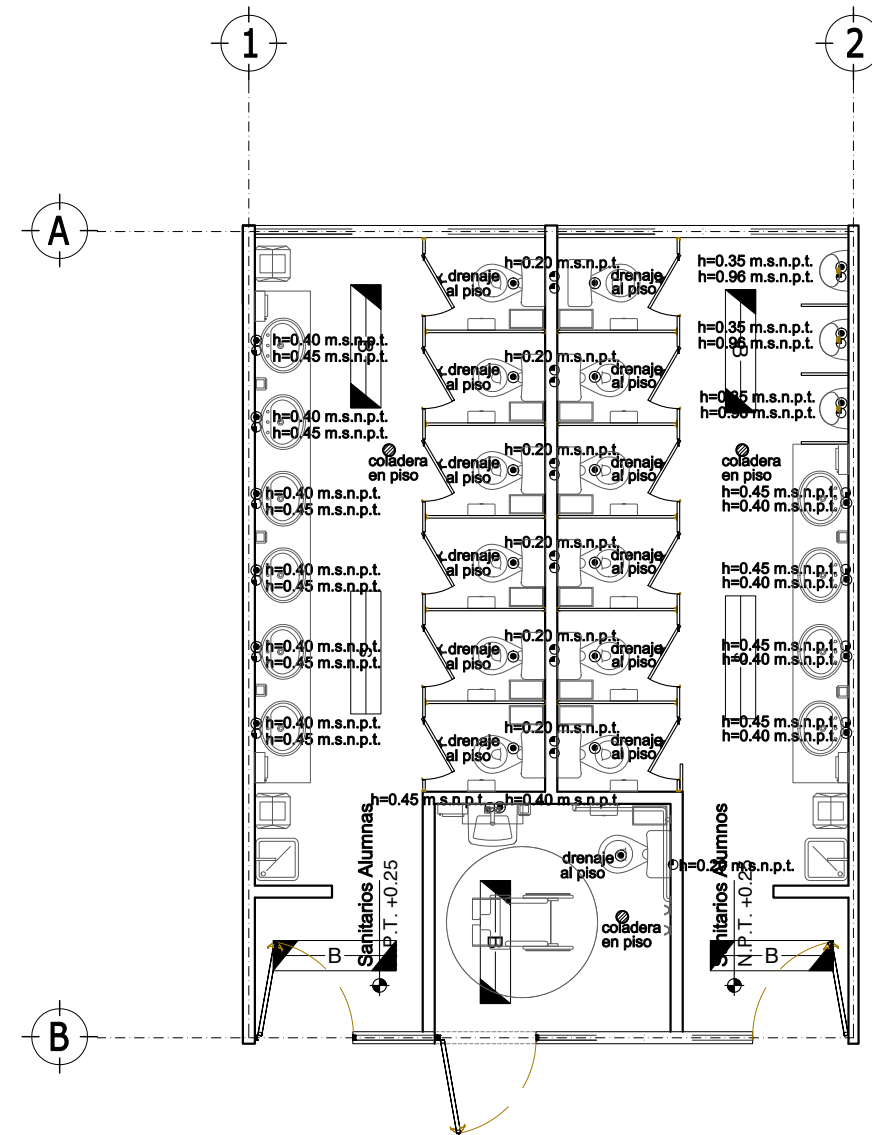 1
2
A
h=0.20 m.s.n.p.t.
drenaje
al piso
drenaje
al piso
h=0.35 m.s.n.p.t.
h=0.96 m.s.n.p.t.
h=0.40 m.s.n.p.t.
h=0.45 m.s.n.p.t.
h=0.20 m.s.n.p.t.
drenaje
al piso
drenaje
al piso
h=0.35 m.s.n.p.t.
h=0.96 m.s.n.p.t.
B
h=0.40 m.s.n.p.t.
h=0.45 m.s.n.p.t.
h=0.35 m.s.n.p.t.
h=0.96 m.s.n.p.t.
coladera
en piso
h=0.20 m.s.n.p.t.
drenaje
al piso
drenaje
al piso
coladera
en piso
h=0.40 m.s.n.p.t.
h=0.45 m.s.n.p.t.
h=0.45 m.s.n.p.t.
h=0.40 m.s.n.p.t.
h=0.20 m.s.n.p.t.
drenaje
al piso
drenaje
al piso
h=0.40 m.s.n.p.t.
h=0.45 m.s.n.p.t.
h=0.45 m.s.n.p.t.
h=0.40 m.s.n.p.t.
h=0.20 m.s.n.p.t.
drenaje
al piso
drenaje
al piso
h=0.40 m.s.n.p.t.
h=0.45 m.s.n.p.t.
h=0.45 m.s.n.p.t.
h=0.40 m.s.n.p.t.
h=0.20 m.s.n.p.t.
drenaje
al piso
drenaje
al piso
h=0.40 m.s.n.p.t.
h=0.45 m.s.n.p.t.
h=0.45 m.s.n.p.t.
h=0.40 m.s.n.p.t.
h=0.45 m.s.n.p.t.
h=0.40 m.s.n.p.t.
Sanitarios Alumnas
N.P.T. +0.25
drenaje
al piso
h=0.20 m.s.n.p.t.
coladera
en piso
Sanitarios Alumnos
N.P.T. +0.25
B
B
B